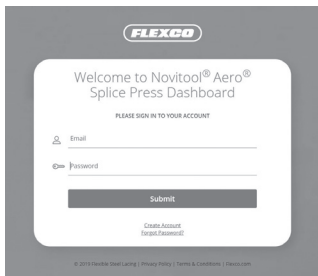 FLEXCO
Welcome to Novitool® Aero®
Splice Press Dashboard
PLEASE SIGN IN TO YOUR ACCOUNT
Email
Password
Submit
Create Account
Forgot Password?
© 2019 Flexible Steel Lacing | Privacy Policy | Terms & Conditions | Flexco.com